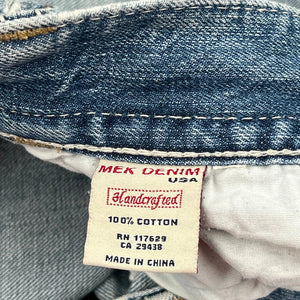 MEK DENIM
USA
Handcrafted
100% COTTON
RN 117629
CA 29438
MADE IN CHINA